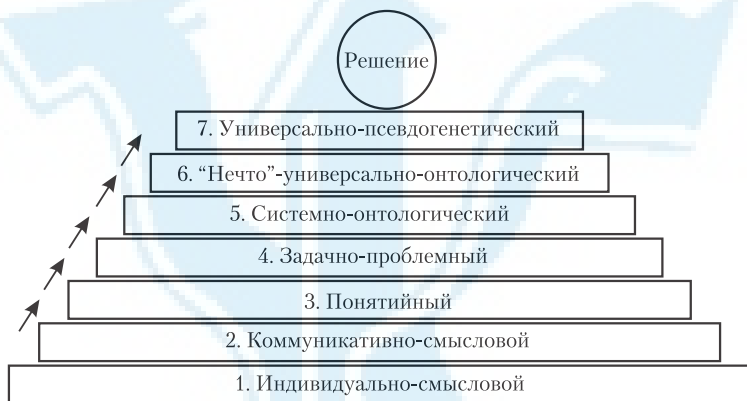 Решение
7. Универсально-псевдогенетический
6. “Нечто”-универсально-онтологический
5. Системно-онтологический
4. Задачно-проблемный
3. Понятийный
2. Коммуникативно-смысловой
1. Индивидуально-смысловой